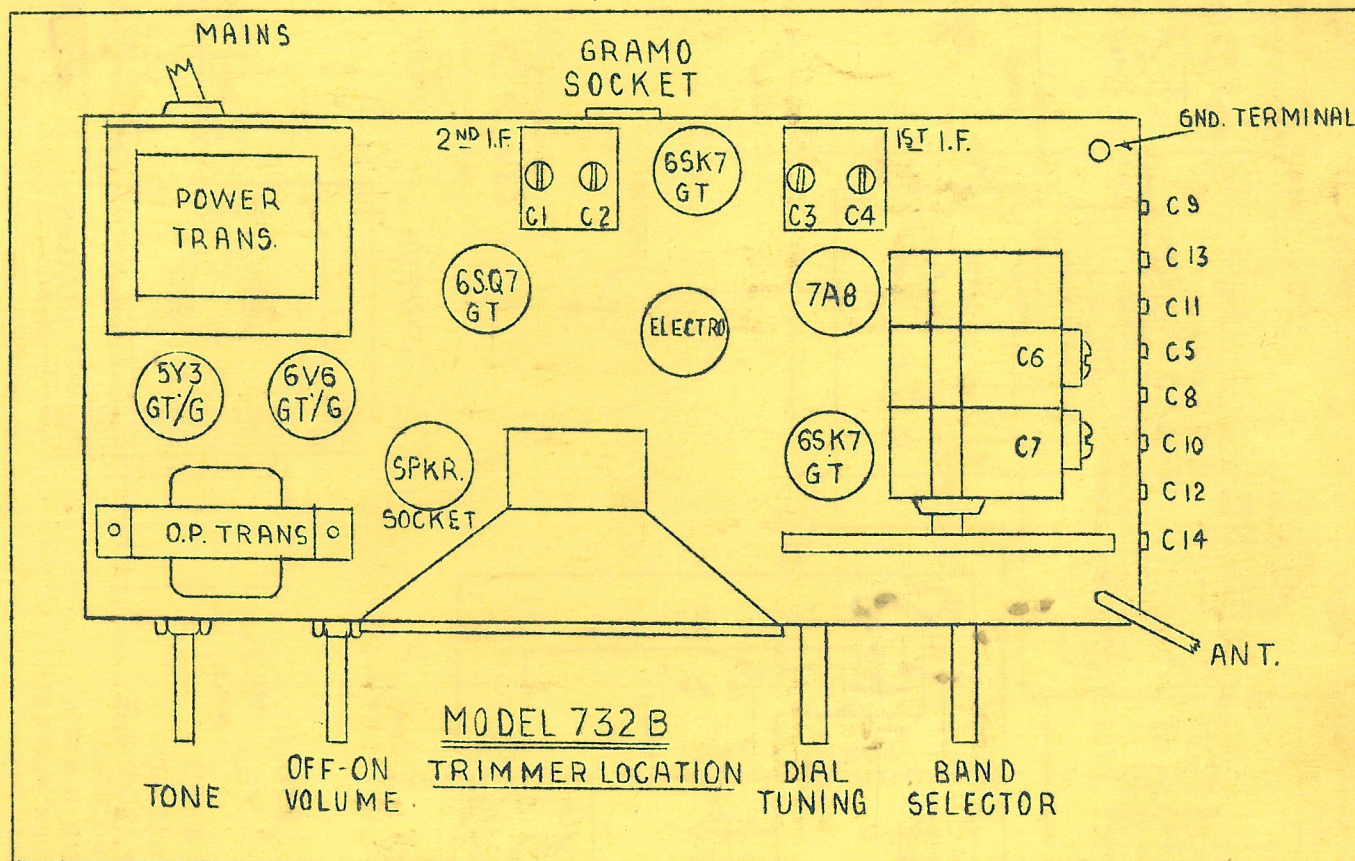 MAINS
GRAMO
SOCKET
GND. TERMINAL
2ND I.F.
1ST I.F.
6SK7
GT
C1 C2
C3 C4
POWER
TRANS.
C9
C13
C11
C5
C8
C10
C12
C14
6SQ7
GT
7A8
ELECTRO
C6
C7
5Y3
GT/G
6V6
GT/G
6SK7
GT
SPKR.
SOCKET
O.P. TRANS
ANT.
MODEL 732B
TRIMMER LOCATION
TONE
OFF-ON
VOLUME
DIAL
TUNING
BAND
SELECTOR